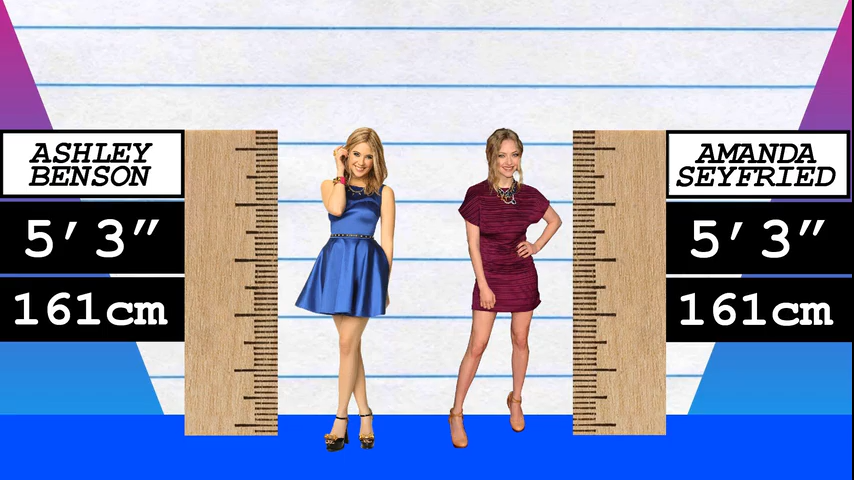 ASHLEY
BENSON
5’3”
161cm
AMANDA
SEYFRIED
5’3”
161cm